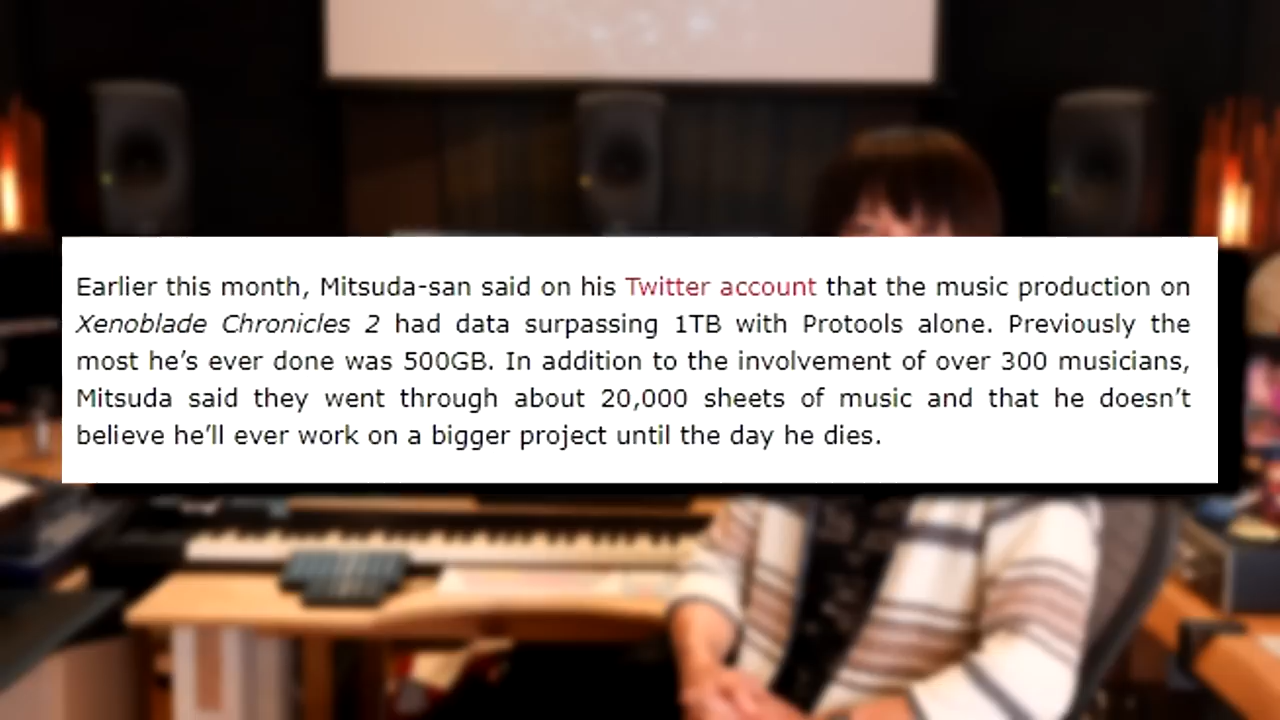 Earlier this month, Mitsuda-san said on his Twitter account that the music production on
Xenoblade Chronicles 2 had data surpassing 1TB with Protools alone. Previously the
most he’s ever done was 500GB. In addition to the involvement of over 300 musicians,
Mitsuda said they went through about 20,000 sheets of music and that he doesn’t
believe he’ll ever work on a bigger project until the day he dies.